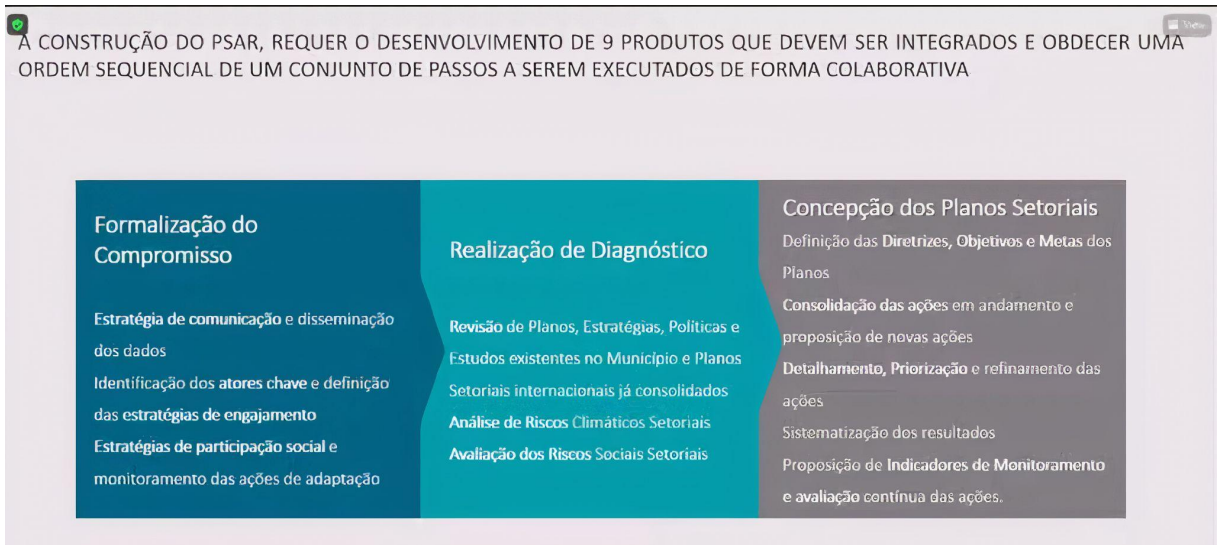 A CONSTRUÇÃO DO PSAR, REQUER O DESENVOLVIMENTO DE 9 PRODUTOS QUE DEVEM SER INTEGRADOS E OBDECER UMA
ORDEM SEQUENCIAL DE UM CONJUNTO DE PASSOS A SEREM EXECUTADOS DE FORMA COLABORATIVA
View
Formalização do
Compromisso
Estratégia de comunicação e disseminação
dos dados
Identificação dos atores chave e definição
das estratégias de engajamento
Estratégias de participação social e
monitoramento das ações de adaptação
Realização de Diagnóstico
Revisão de Planos, Estratégias, Políticas e
Estudos existentes no Município e Planos
Setoriais internacionais já consolidados
Análise de Riscos Climáticos Setoriais
Avaliação dos Riscos Sociais Setoriais
Concepção dos Planos Setoriais
Definição das Diretrizes, Objetivos e Metas dos
Planos
Consolidação das ações em andamento e
proposição de novas ações
Detalhamento, Priorização e refinamento das
ações
Sistematização dos resultados
Proposição de Indicadores de Monitoramento
e avaliação contínua das ações.